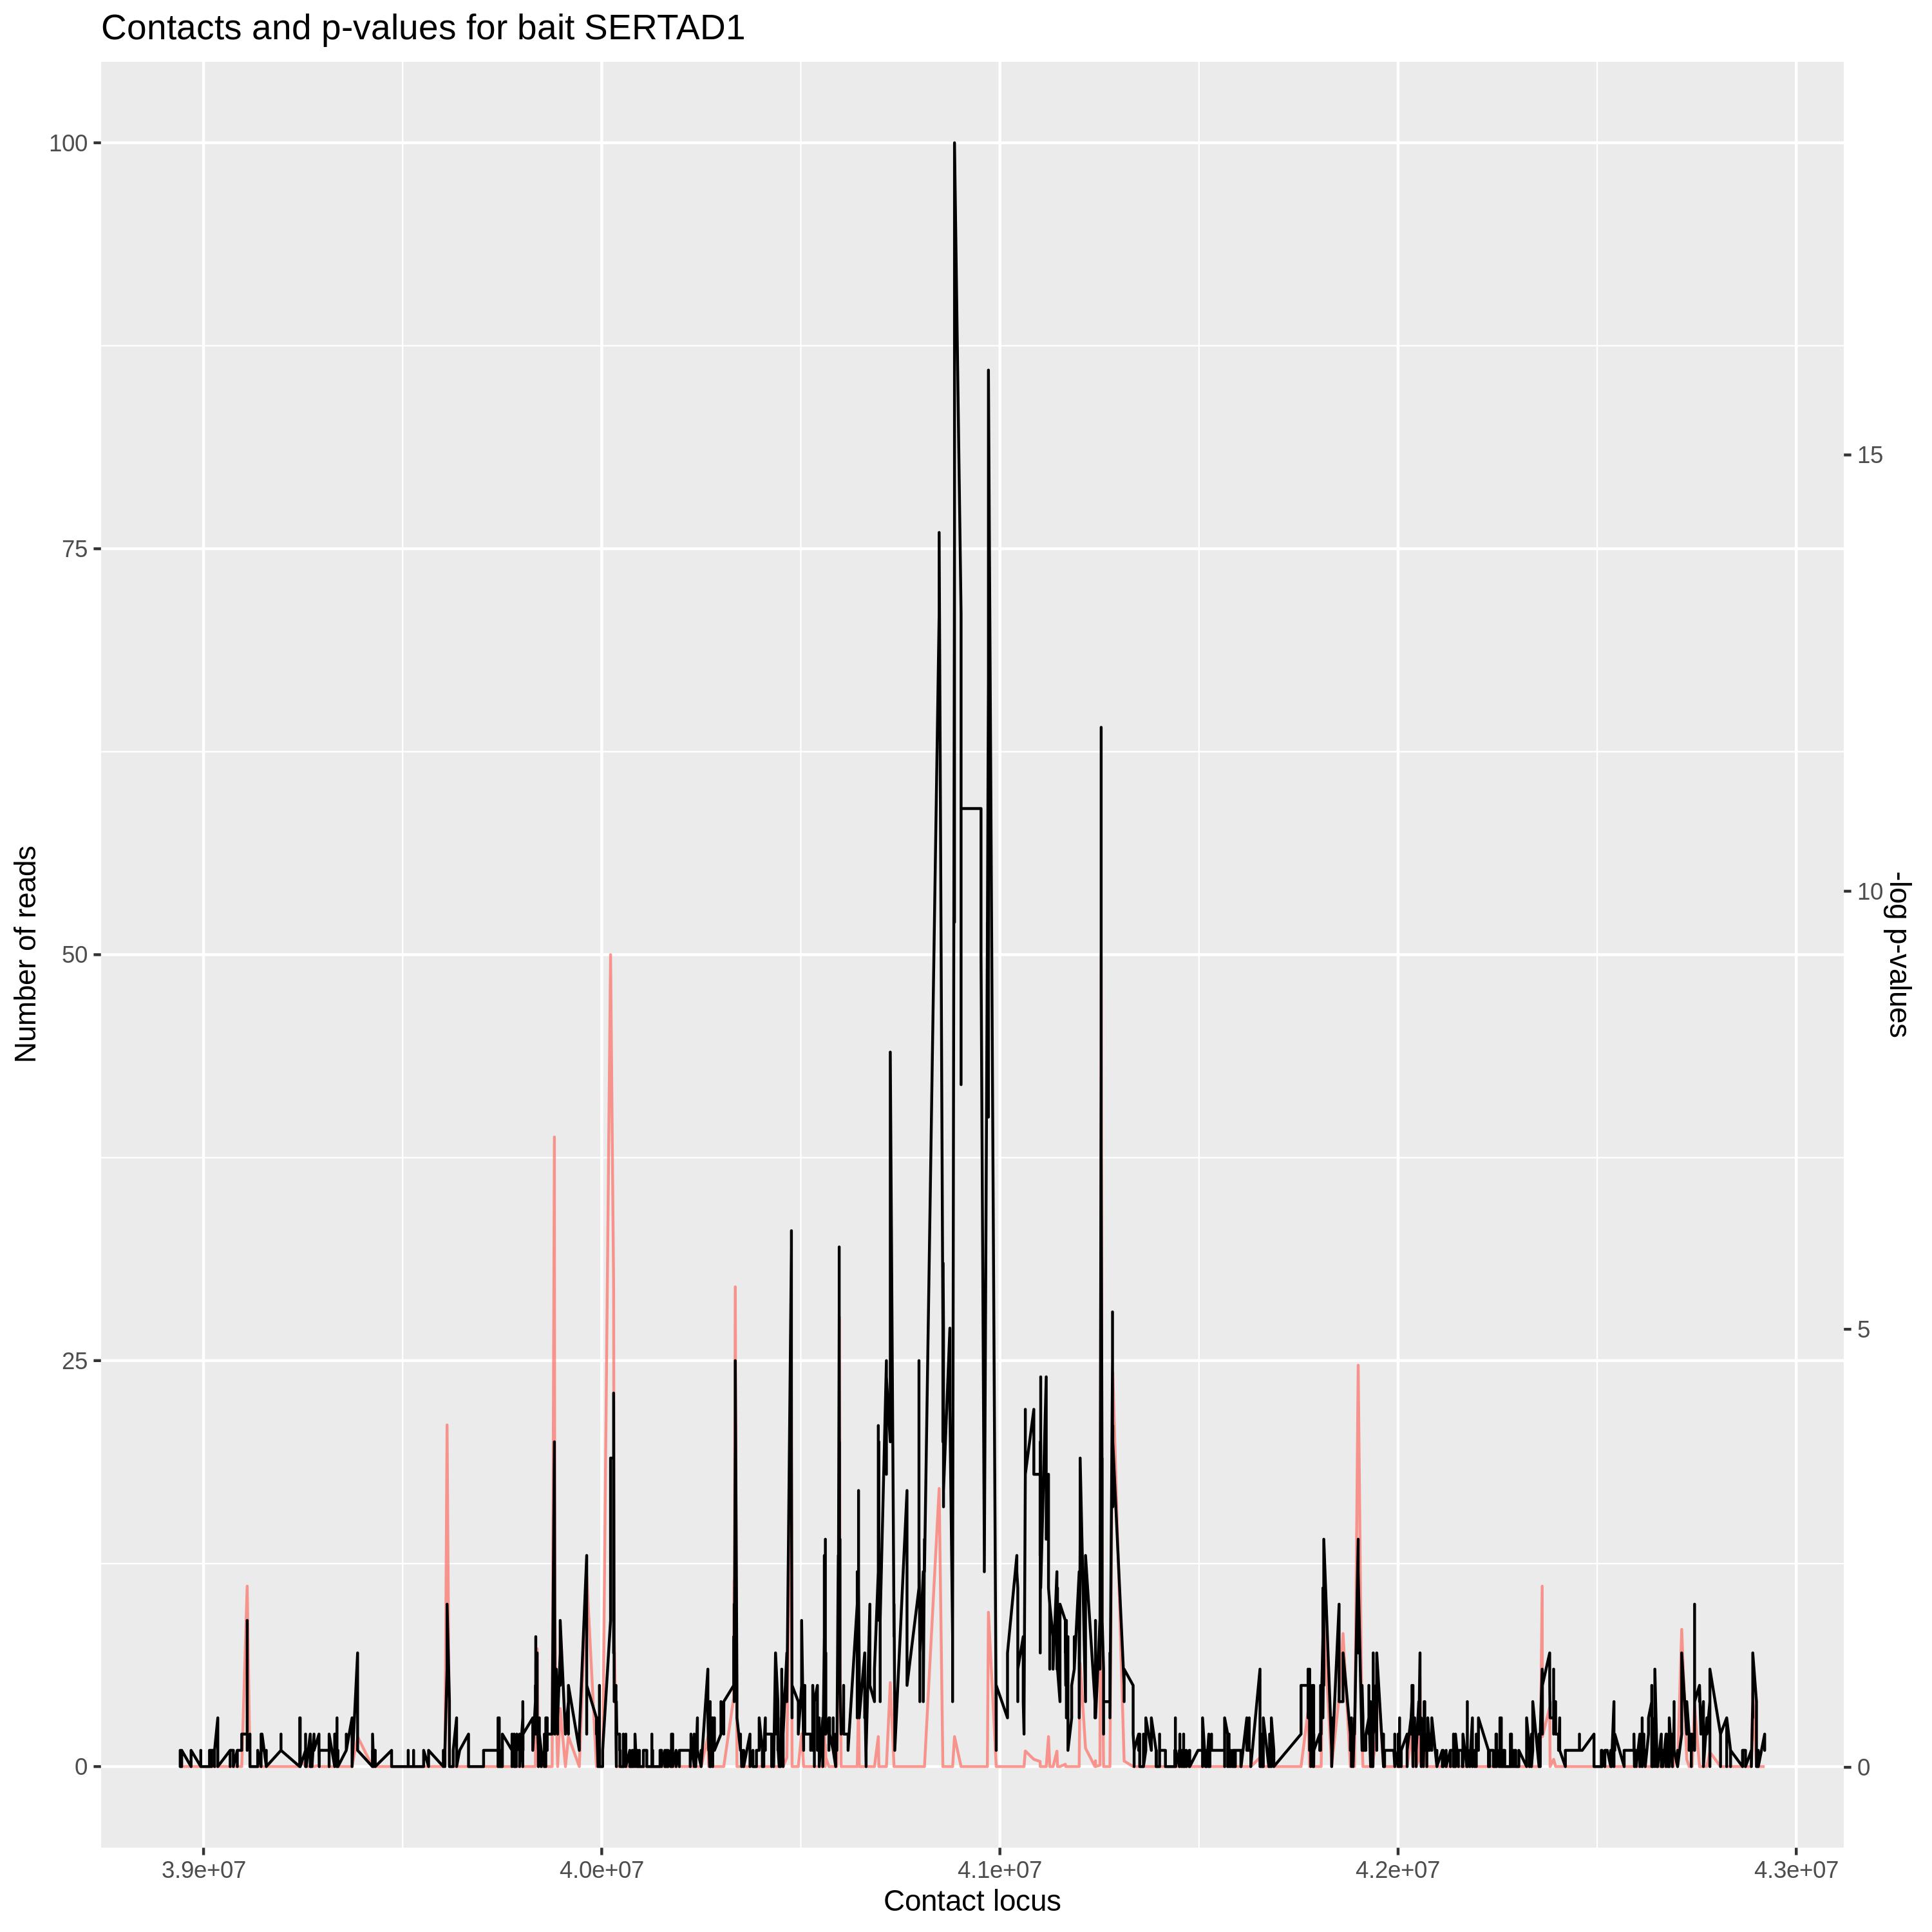 Contacts and p-values for bait SERTAD1
100
75
50
25
0
Number of reads
15
10
5
0
-log p-values
3.9e+07 4.0e+07 4.1e+07 4.2e+07 4.3e+07
Contact locus